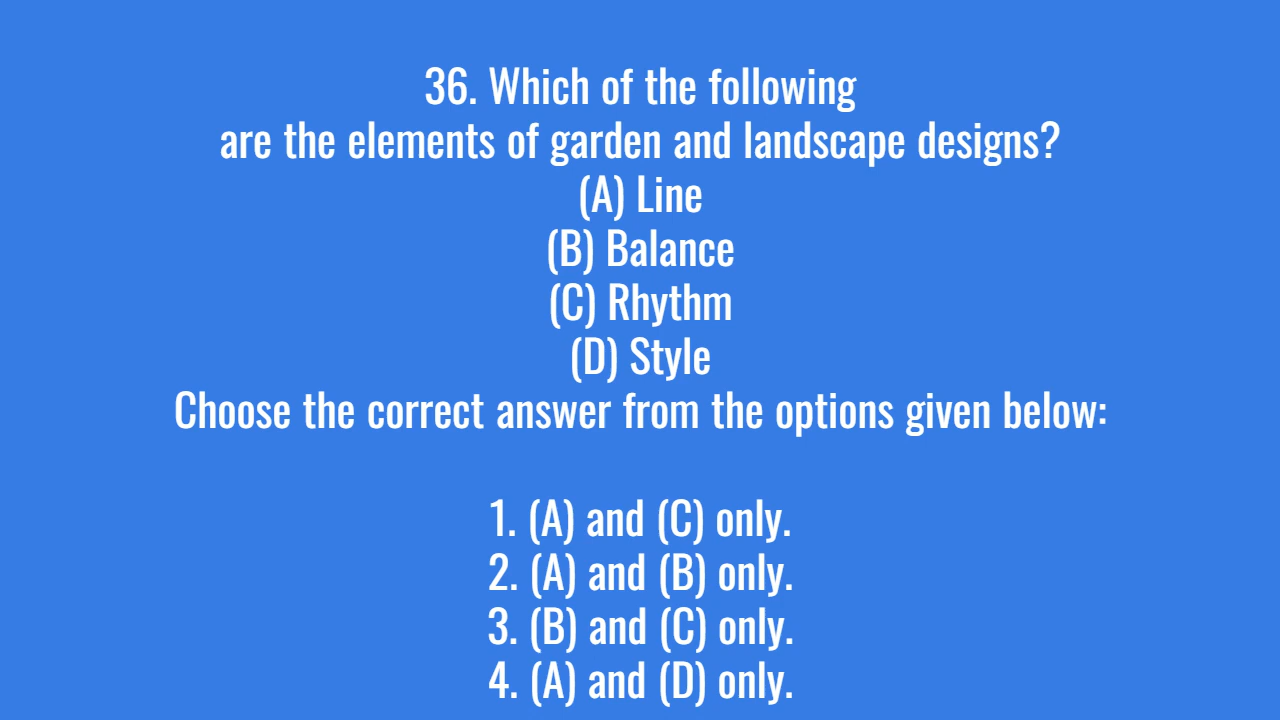 36. Which of the following
are the elements of garden and landscape designs?
(A) Line
(B) Balance
(C) Rhythm
(D) Style
Choose the correct answer from the options given below:
1. (A) and (C) only.
2. (A) and (B) only.
3. (B) and (C) only.
4. (A) and (D) only.